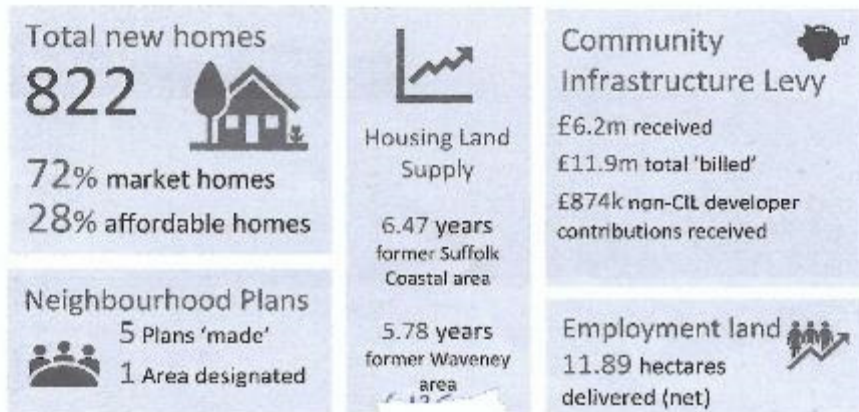 Total new homes
822
72% market homes
28% affordable homes
Neighbourhood Plans
5 Plans 'made'
1 Area designated
Housing Land
Supply
6.47 years
former Suffolk
Coastal area
5.78 years
former Waveney
area
Community
Infrastructure Levy
£6.2m received
£11.9m total 'billed'
£874k non-CIL developer
contributions received
Employment land
11.89 hectares
delivered (net)